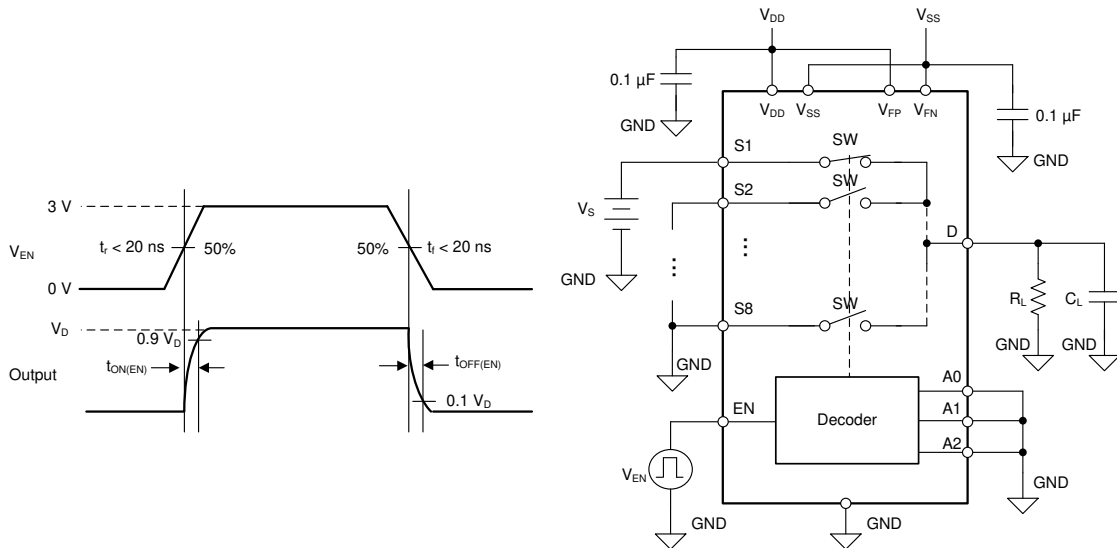 3 V
V_EN
t_r < 20 ns
50%
50%
t_f < 20 ns
0 V
V_D
0.9 V_D
Output
t_ON(EN)
t_OFF(EN)
0.1 V_D
V_DD
V_SS
0.1 µF
GND
V_DD
V_SS
V_FP
V_FN
0.1 µF
GND
S1
SW
S2
SW
V_S
GND
...
...
D
R_L
C_L
GND
GND
S8
SW
GND
EN
Decoder
A0
A1
A2
V_EN
GND
GND
GND